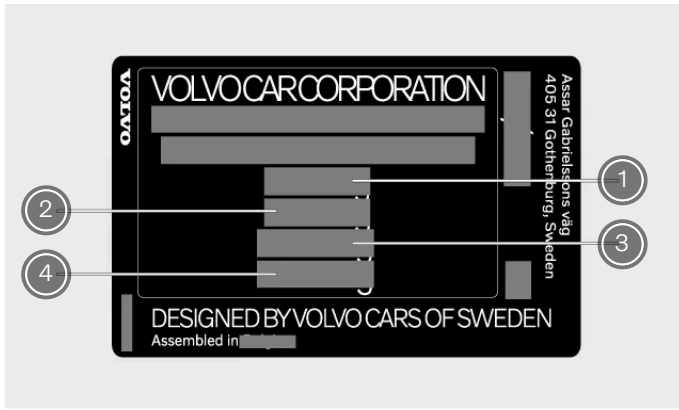 VOLVO
VOLVO CAR CORPORATION
Assar Gabrielssons väg
405 31 Gothenburg, Sweden
1
2
3
4
DESIGNED BY VOLVO CARS OF SWEDEN
Assembled in